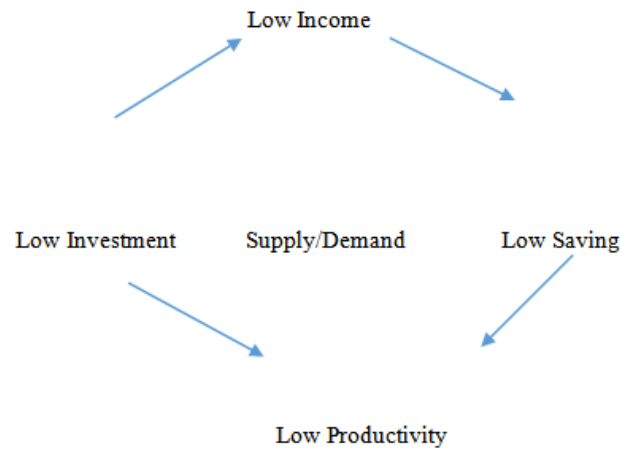 Low Income
Low Investment
Supply/Demand
Low Saving
Low Productivity